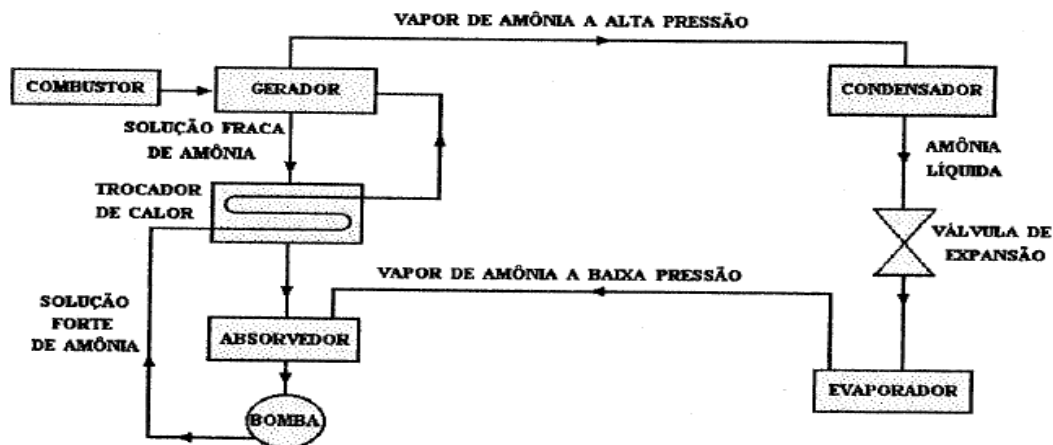 VAPOR DE AMÔNIA A ALTA PRESSÃO
COMBUSTOR
GERADOR
CONDENSADOR
SOLUÇÃO FRACA
DE AMÔNIA
AMÔNIA
LÍQUIDA
TROCADOR
DE CALOR
VÁLVULA DE
EXPANSÃO
VAPOR DE AMÔNIA A BAIXA PRESSÃO
SOLUÇÃO
FORTE
DE AMÔNIA
ABSORVEDOR
EVAPORADOR
BOMBA